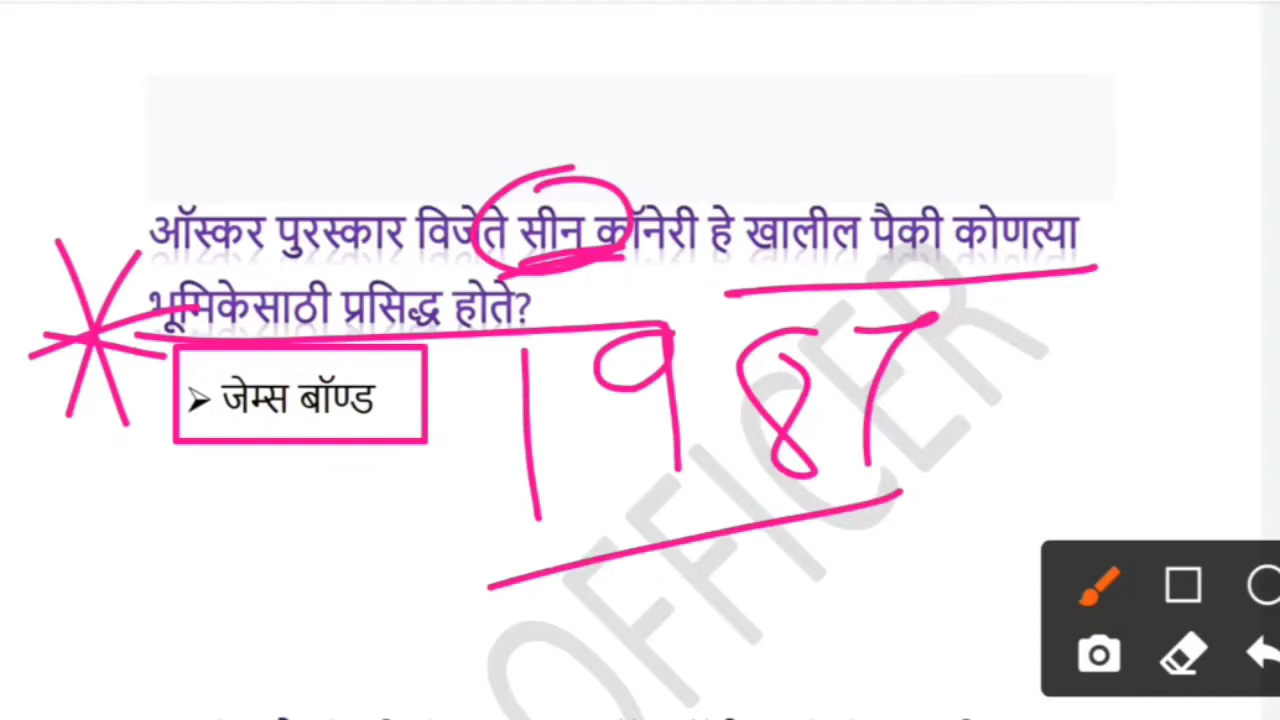 ऑस्कर पुरस्कार विजेते सीन कॉनेरी हे खालील पैकी कोणत्या
भूमिकेसाठी प्रसिद्ध होते?
➢ जेम्स बॉण्ड
1987
OFFICER